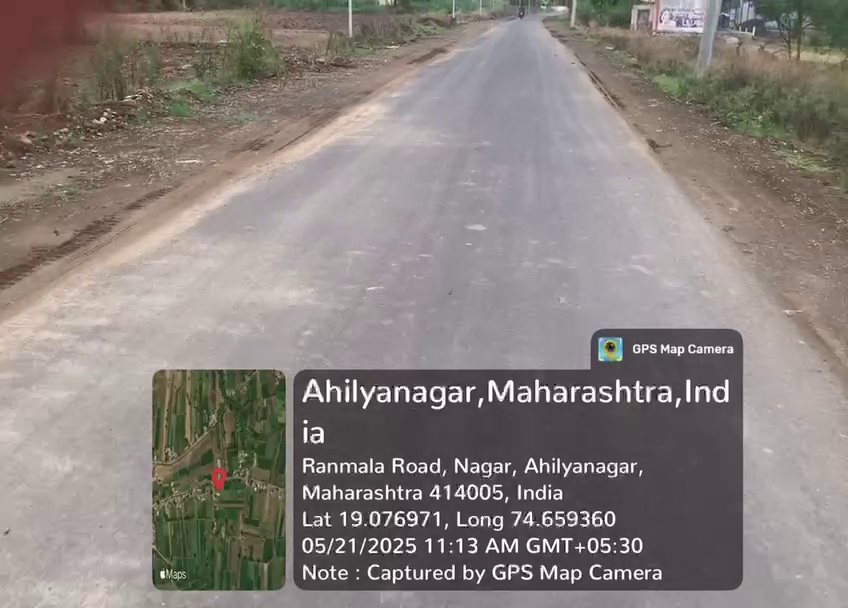 GPS Map Camera
Ahilyanagar,Maharashtra,Ind
ia
Ranmala Road, Nagar, Ahilyanagar,
Maharashtra 414005, India
Lat 19.076971, Long 74.659360
05/21/2025 11:13 AM GMT+05:30
Note : Captured by GPS Map Camera
Maps